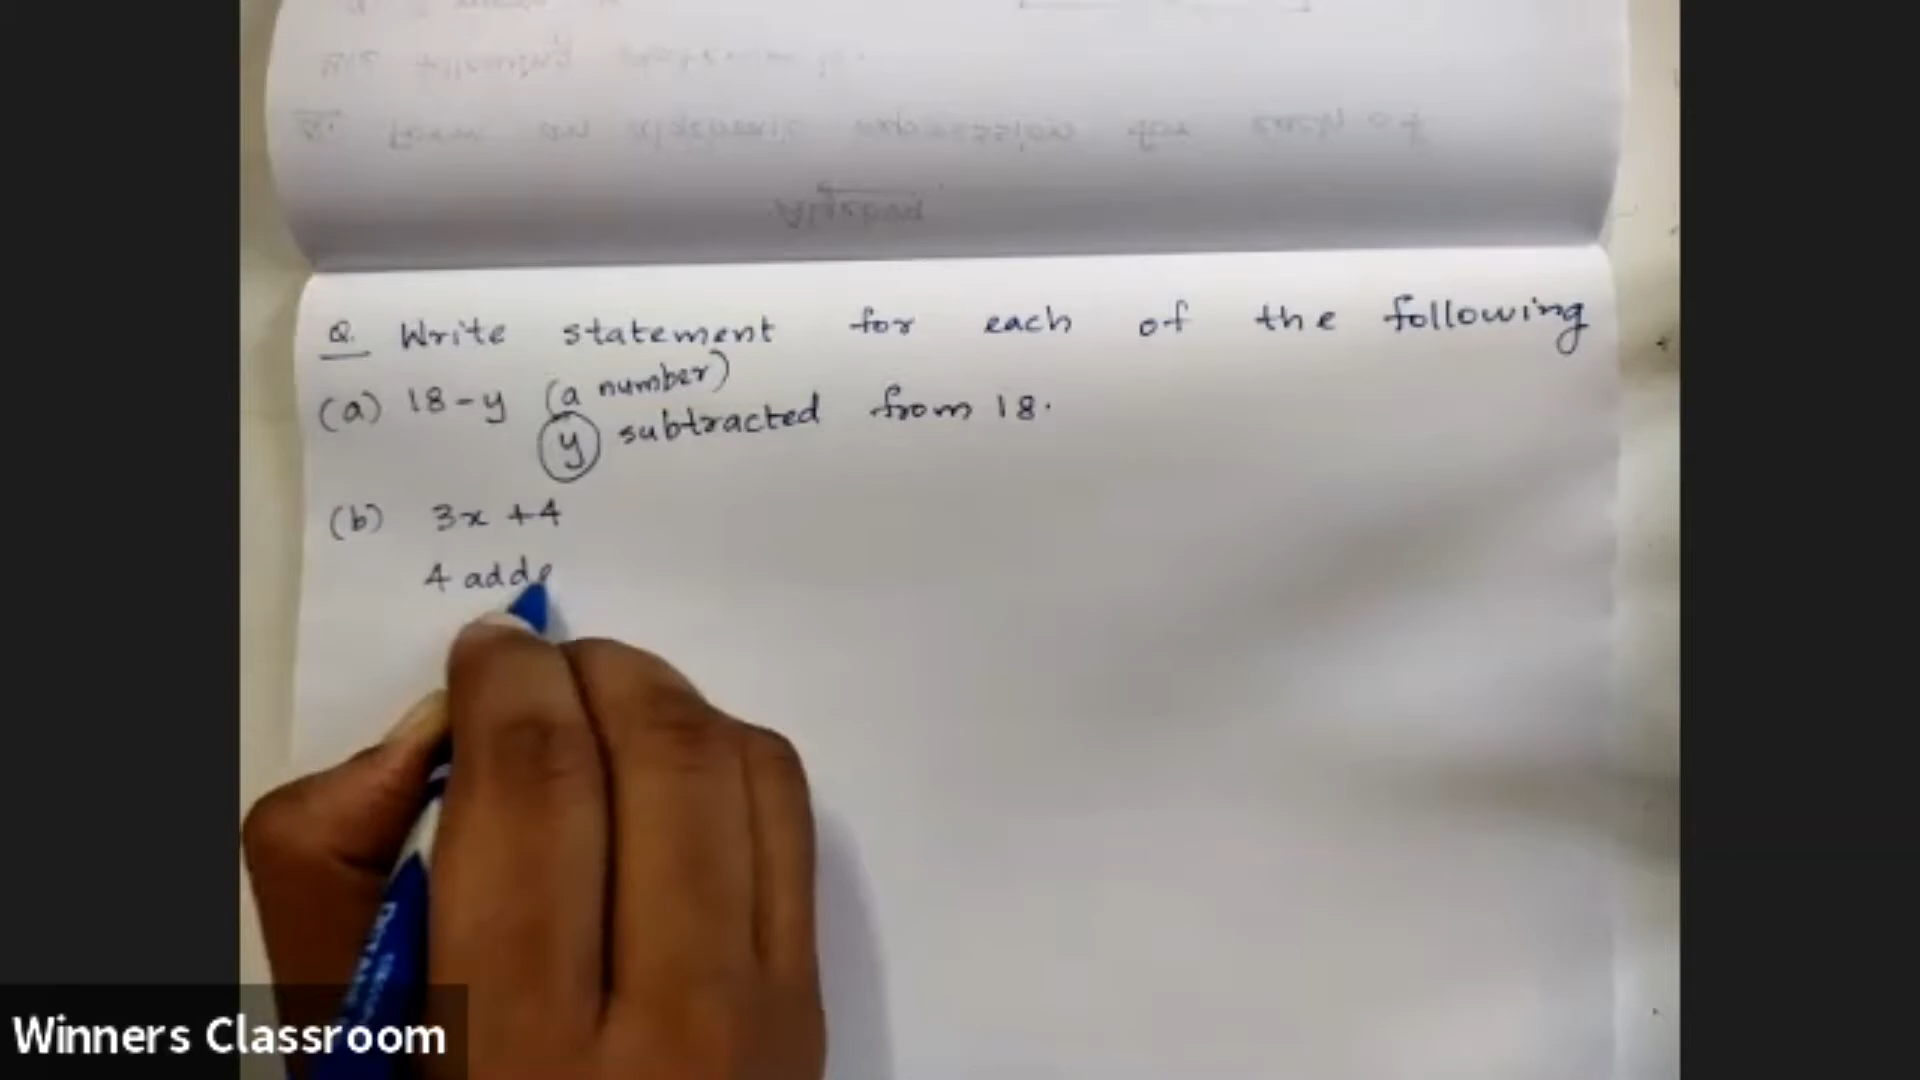 Q. Write statement for each of the following
(a) 18-y (a number)
y subtracted from 18.
(b) 3x +4
4 adde
Winners Classroom